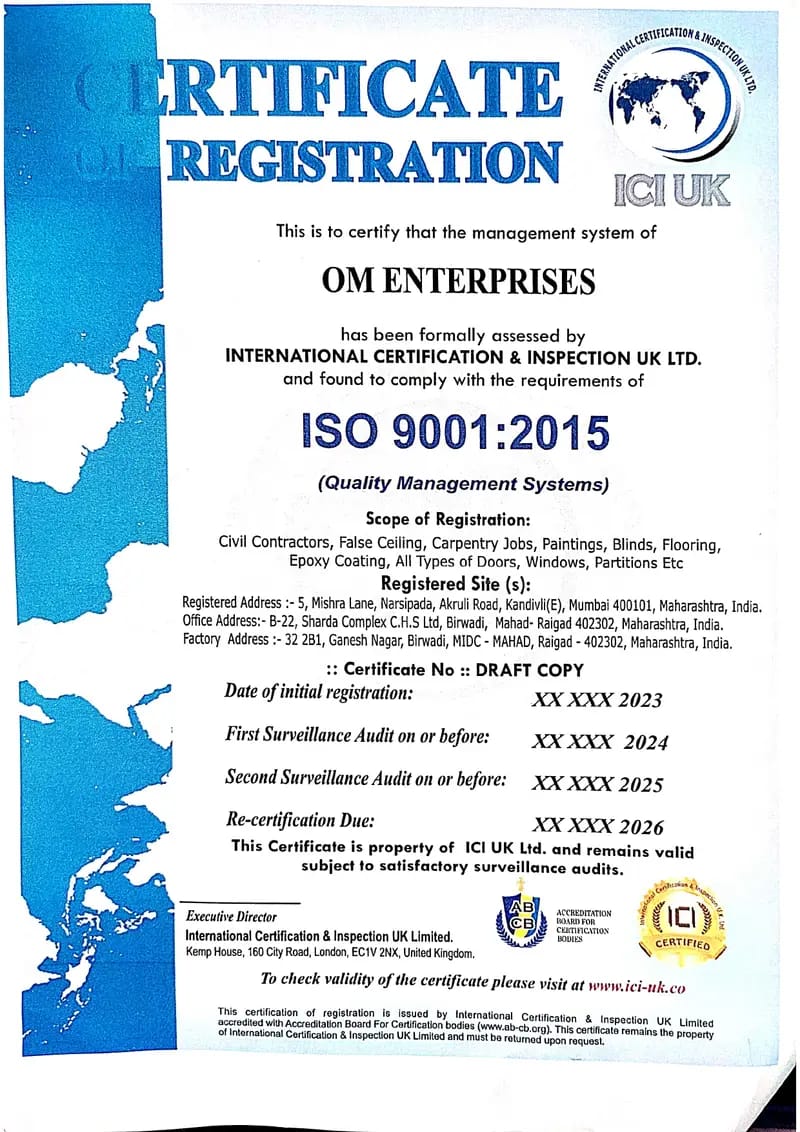 CERTIFICATE
OF REGISTRATION
INTERNATIONAL CERTIFICATION & INSPECTION UK LTD.
ICI UK
This is to certify that the management system of
OM ENTERPRISES
has been formally assessed by
INTERNATIONAL CERTIFICATION & INSPECTION UK LTD.
and found to comply with the requirements of
ISO 9001:2015
(Quality Management Systems)
Scope of Registration:
Civil Contractors, False Ceiling, Carpentry Jobs, Paintings, Blinds, Flooring,
Epoxy Coating, All Types of Doors, Windows, Partitions Etc
Registered Site (s):
Registered Address :- 5, Mishra Lane, Narsipada, Akruli Road, Kandivli(E), Mumbai 400101, Maharashtra, India.
Office Address:- B-22, Sharda Complex C.H.S Ltd, Birwadi, Mahad- Raigad 402302, Maharashtra, India.
Factory Address :- 32 2B1, Ganesh Nagar, Birwadi, MIDC - MAHAD, Raigad - 402302, Maharashtra, India.
:: Certificate No :: DRAFT COPY
Date of initial registration: XX XXX 2023
First Surveillance Audit on or before: XX XXX 2024
Second Surveillance Audit on or before: XX XXX 2025
Re-certification Due: XX XXX 2026
This Certificate is property of ICI UK Ltd. and remains valid
subject to satisfactory surveillance audits.
Executive Director
International Certification & Inspection UK Limited.
Kemp House, 160 City Road, London, EC1V 2NX, United Kingdom.
AB
CB
ACCREDITATION
BOARD FOR
CERTIFICATION
BODIES
International Certification & Inspection U.K. Ltd
ICI
CERTIFIED
To check validity of the certificate please visit at www.ici-uk.co
This certification of registration is issued by International Certification & Inspection UK Limited
accredited with Accreditation Board For Certification bodies (www.ab-cb.org). This certificate remains the property
of International Certification & Inspection UK Limited and must be returned upon request.